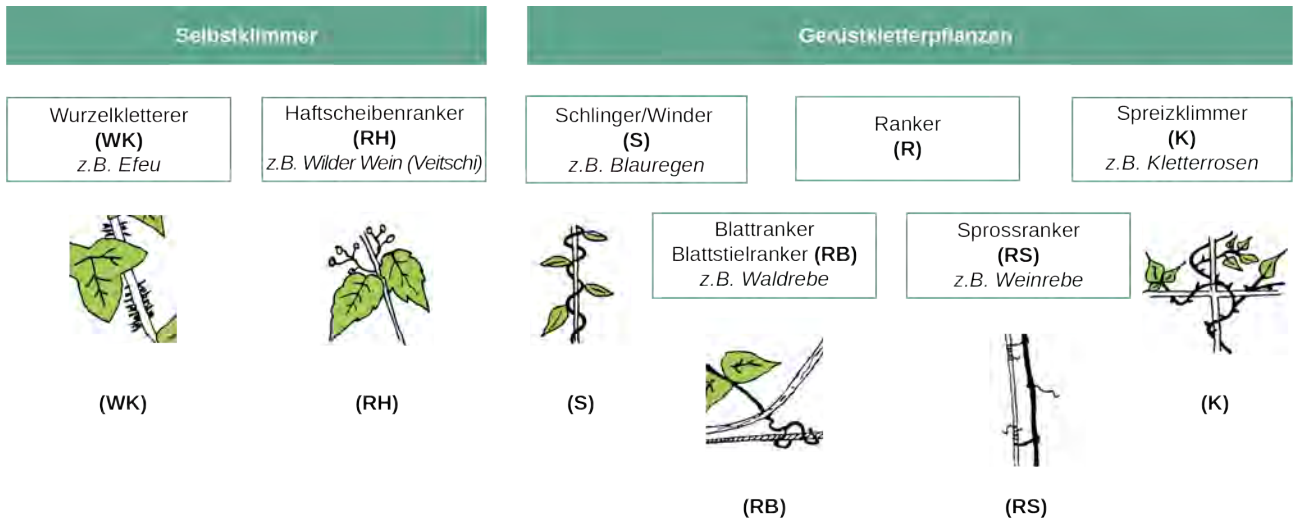 Selbstklimmer
Gerüstkletterpflanzen
Wurzelkletterer
(WK)
z.B. Efeu
Haftscheibenranker
(RH)
z.B. Wilder Wein (Veitschi)
Schlinger/Winder
(S)
z.B. Blauregen
Ranker
(R)
Spreizklimmer
(K)
z.B. Kletterrosen
Blattranker
Blattstielranker (RB)
z.B. Waldrebe
Sprossranker
(RS)
z.B. Weinrebe
(WK)
(RH)
(S)
(K)
(RB)
(RS)